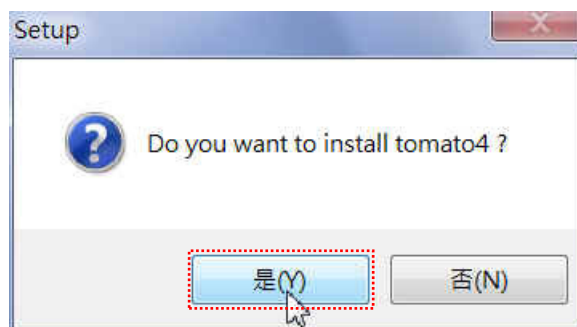 Setup
Do you want to install tomato4 ?
是(Y)
否(N)